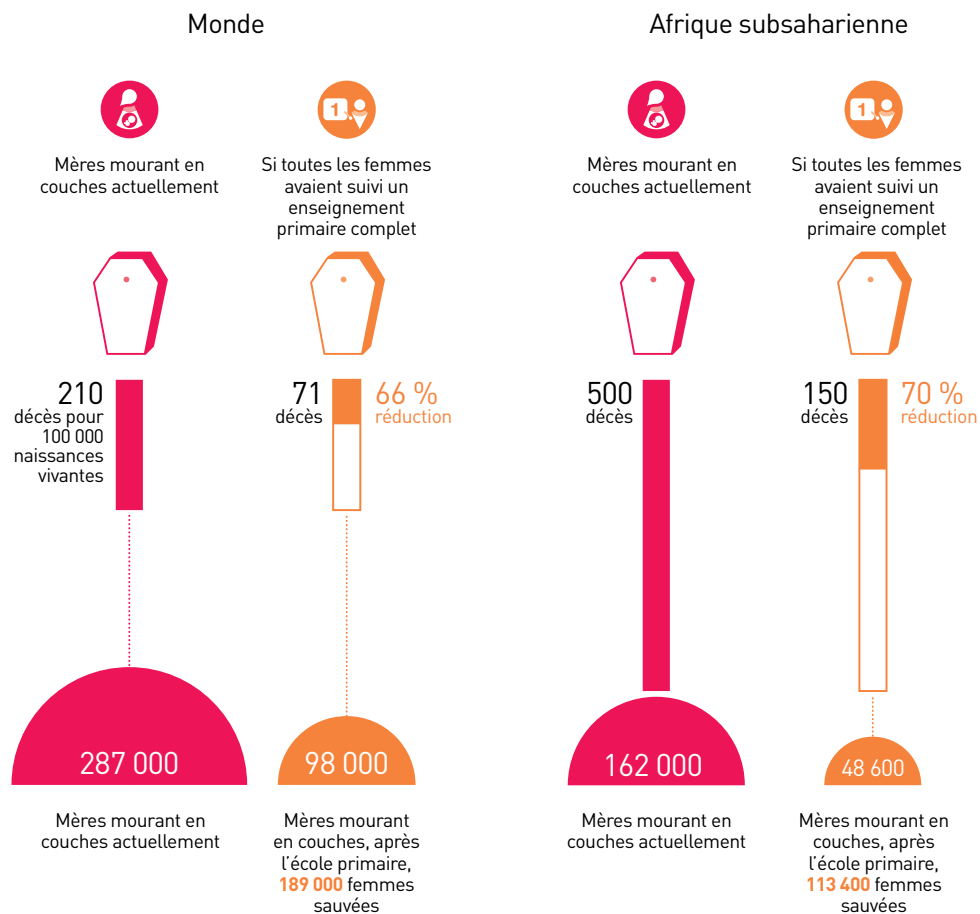 Monde
1
Mères mourant en
couches actuellement
Si toutes les femmes
avaient suivi un
enseignement
primaire complet
210
décès pour
100 000
naissances
vivantes
71
décès
66 %
réduction
287 000
98 000
Mères mourant en
couches actuellement
Mères mourant
en couches, après
l'école primaire,
189 000 femmes
sauvées
Afrique subsaharienne
1
Mères mourant en
couches actuellement
Si toutes les femmes
avaient suivi un
enseignement
primaire complet
500
décès
150
décès
70 %
réduction
162 000
48 600
Mères mourant en
couches actuellement
Mères mourant en
couches, après
l'école primaire,
113 400 femmes
sauvées